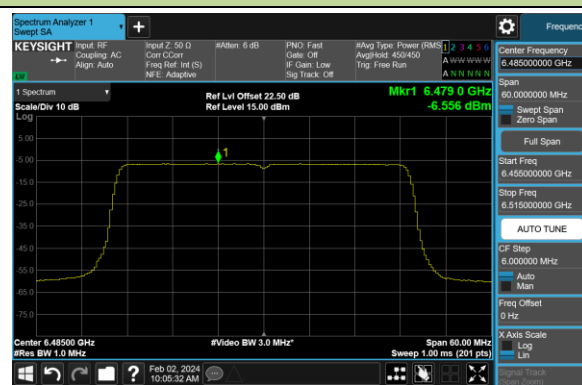 Spectrum Analyzer 1
Swept SA
Frequen
KEYSIGHT
Input: RF
Coupling: AC
Align: Auto
Input Z: 50 Ω
Corr CCorr
Freq Ref: Int (S)
NFE: Adaptive
#Atten: 6 dB
PNO: Fast
Gate: Off
IF Gain: Low
Sig Track: Off
#Avg Type: Power (RMS
Avg|Hold: 450/450
Trig: Free Run
1 2 3 4 5 6
A W W W W W
A N N N N N
LW
1 Spectrum
Scale/Div 10 dB
Log
Ref Lvl Offset 22.50 dB
Ref Level 15.00 dBm
Mkr1 6.479 0 GHz
-6.556 dBm
5.00
-5.00
-15.0
-25.0
-35.0
-45.0
-55.0
-65.0
-75.0
1
Center 6.48500 GHz
#Res BW 1.0 MHz
#Video BW 3.0 MHz*
Span 60.00 MHz
Sweep 1.00 ms (201 pts)
Center Frequency
6.485000000 GHz
Span
60.0000000 MHz
Swept Span
Zero Span
Full Span
Start Freq
6.455000000 GHz
Stop Freq
6.515000000 GHz
AUTO TUNE
CF Step
6.000000 MHz
Auto
Man
Freq Offset
0 Hz
X Axis Scale
Log
Lin
Signal Track
(Span Zoom)
Feb 02, 2024
10:05:32 AM